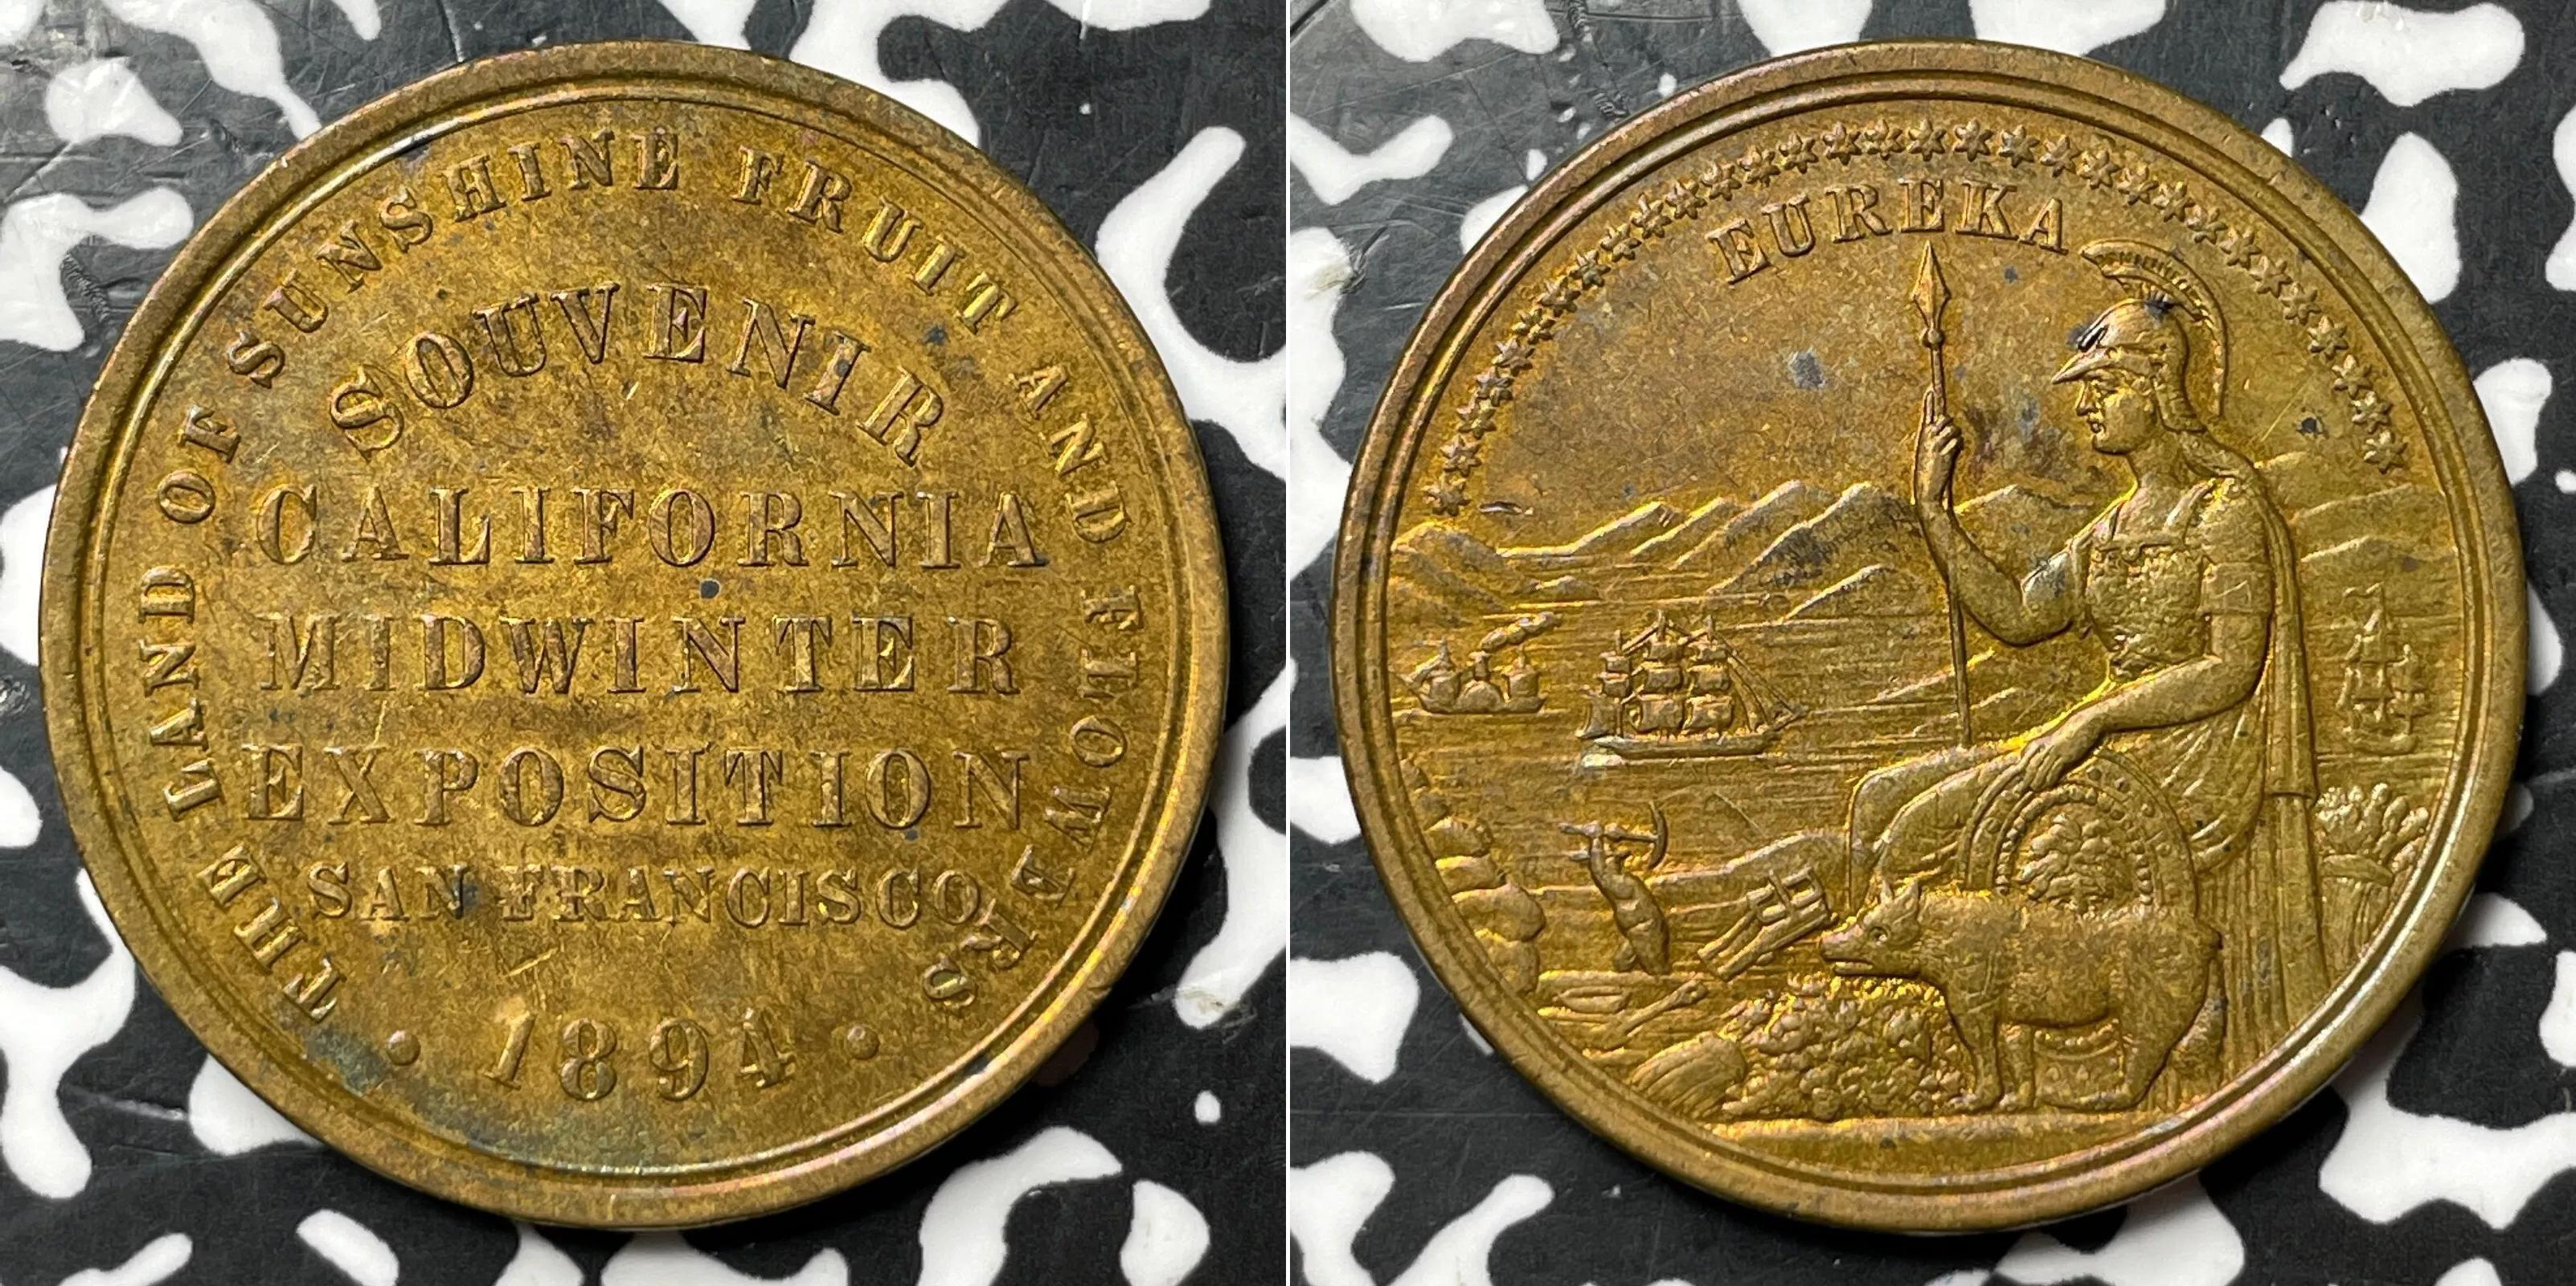 THE LAND OF SUNSHINE FRUIT AND FLOWERS
SOUVENIR
CALIFORNIA
MIDWINTER
EXPOSITION
SAN FRANCISCO
• 1894 •
EUREKA